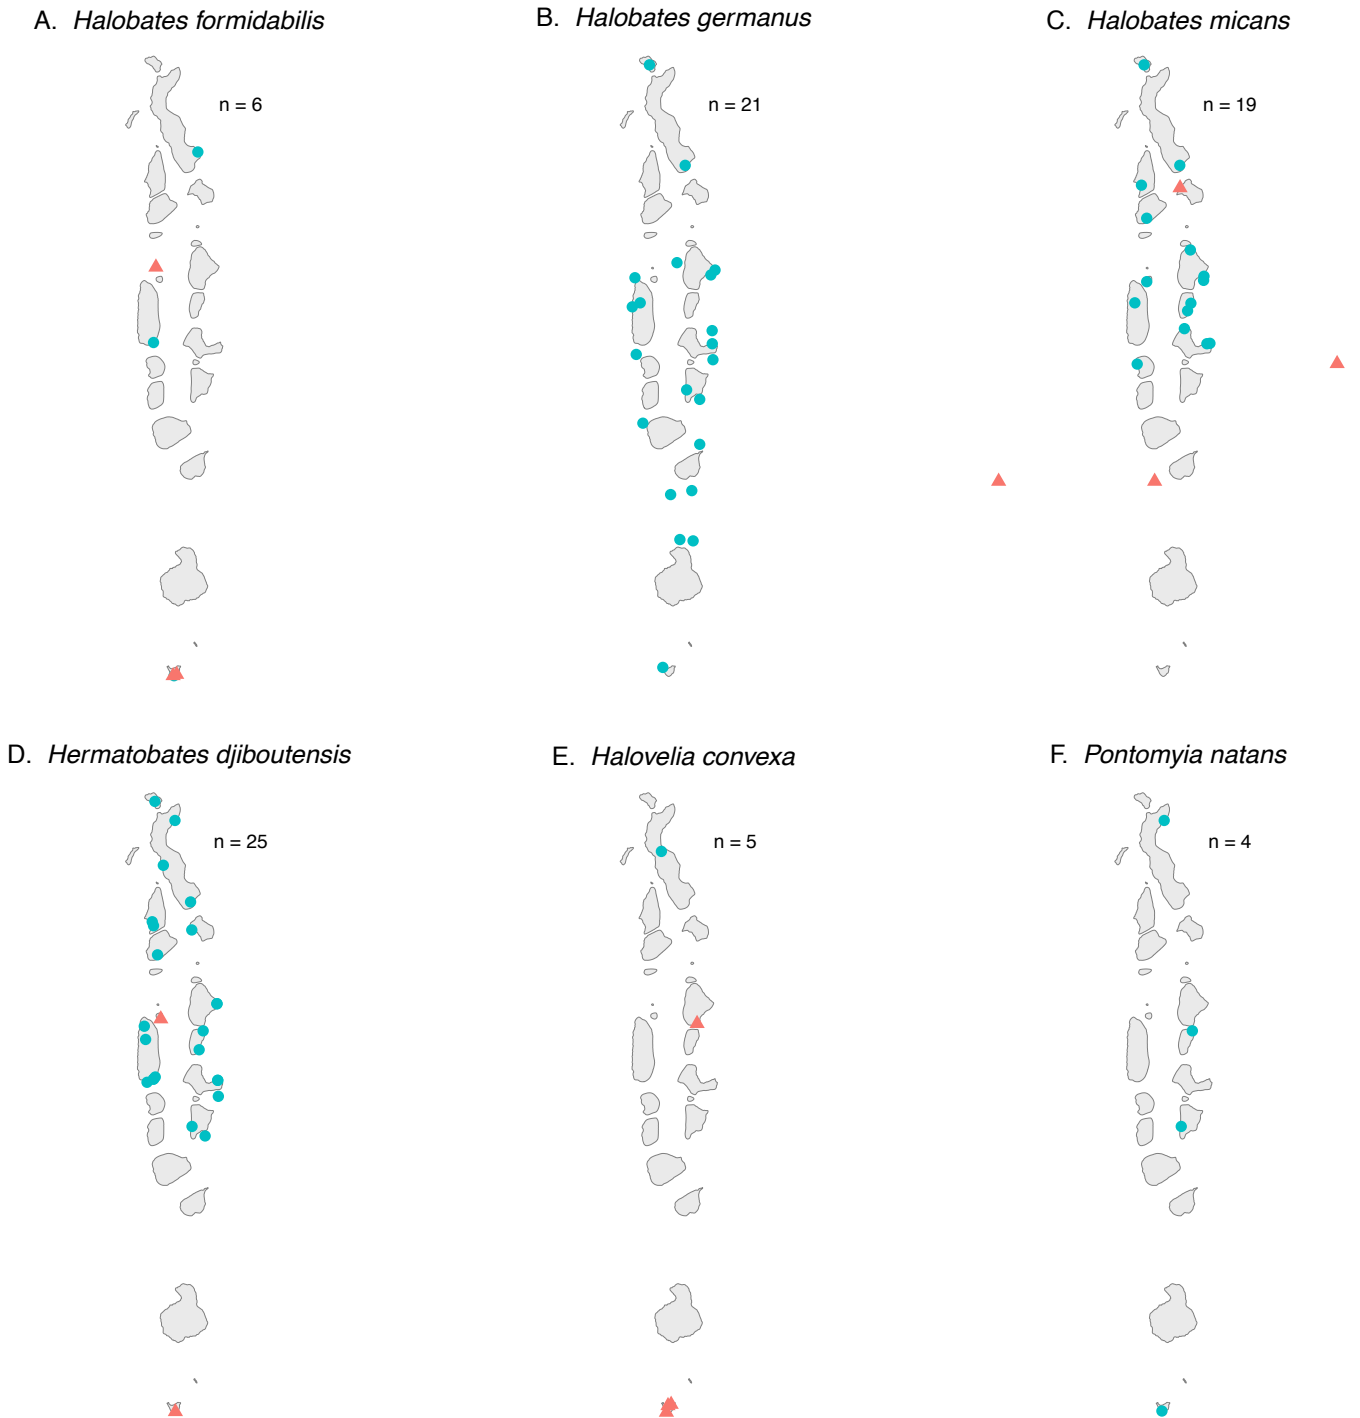 A. Halobates formidabilis
B. Halobates germanus
C. Halobates micans
n = 6
n = 21
n = 19
D. Hermatobates djiboutensis
E. Halovelia convexa
F. Pontomyia natans
n = 25
n = 5
n = 4